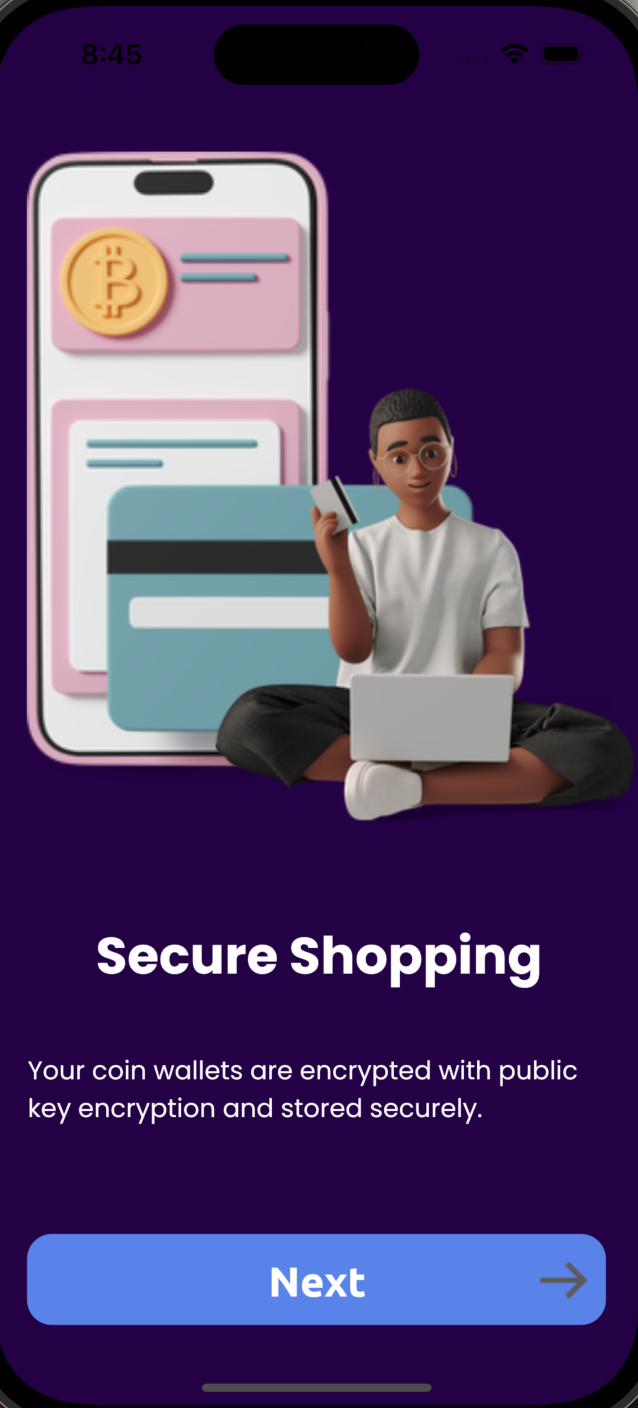 8:45
Secure Shopping
Your coin wallets are encrypted with public
key encryption and stored securely.
Next